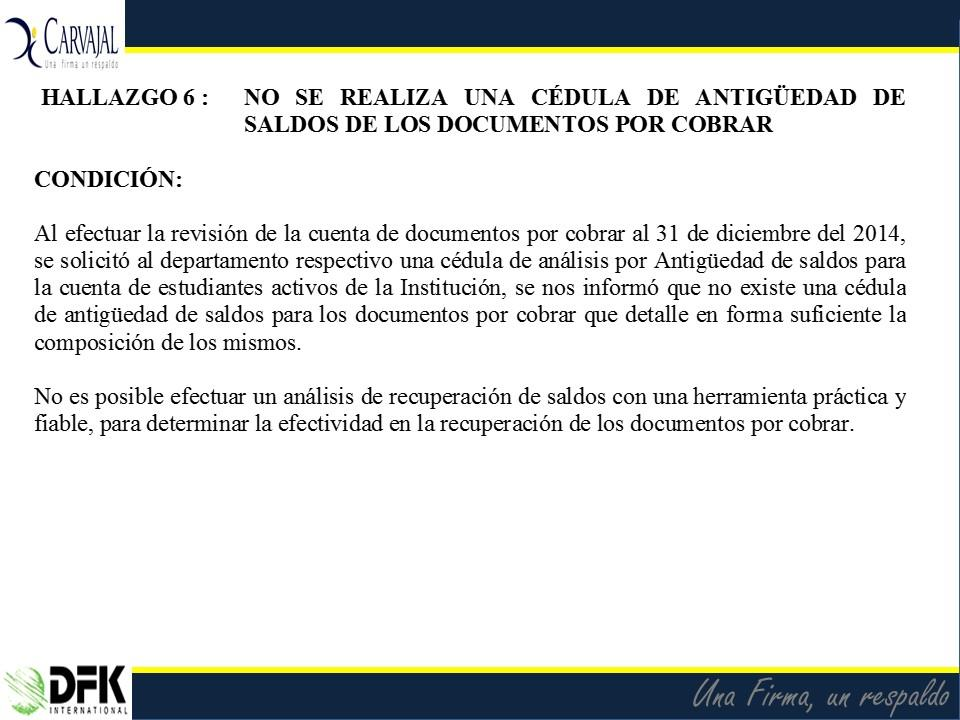 CARVAJAL
Una firma un respaldo
HALLAZGO 6 : NO SE REALIZA UNA CÉDULA DE ANTIGÜEDAD DE
SALDOS DE LOS DOCUMENTOS POR COBRAR
CONDICIÓN:
Al efectuar la revisión de la cuenta de documentos por cobrar al 31 de diciembre del 2014,
se solicitó al departamento respectivo una cédula de análisis por Antigüedad de saldos para
la cuenta de estudiantes activos de la Institución, se nos informó que no existe una cédula
de antigüedad de saldos para los documentos por cobrar que detalle en forma suficiente la
composición de los mismos.
No es posible efectuar un análisis de recuperación de saldos con una herramienta práctica y
fiable, para determinar la efectividad en la recuperación de los documentos por cobrar.
DFK
INTERNATIONAL
Una Firma, un respaldo